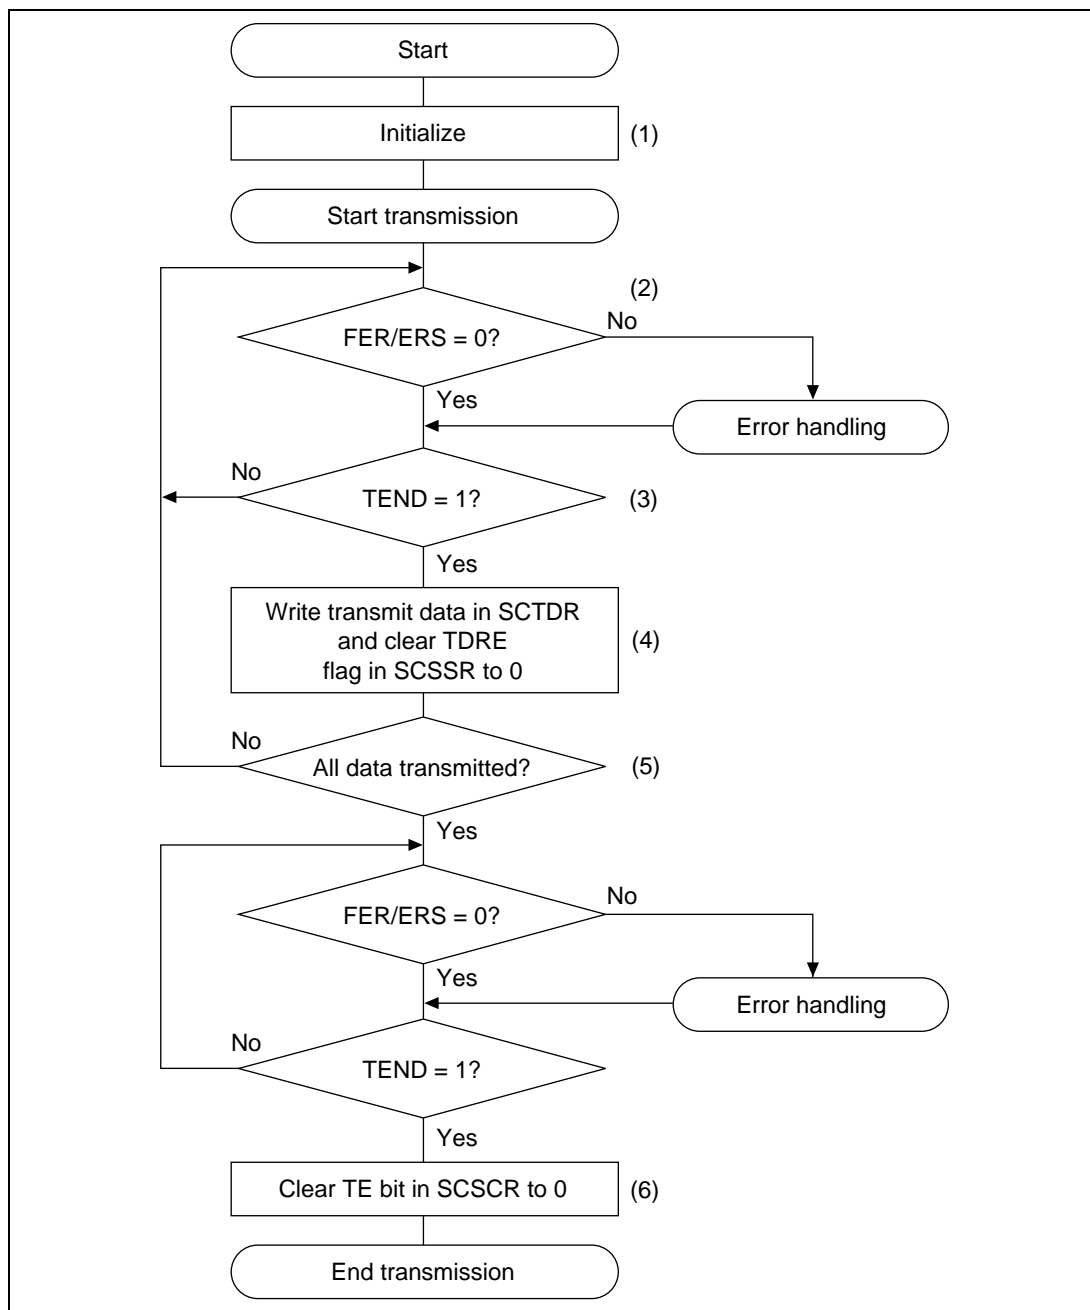 Start
Initialize
(1)
Start transmission
(2)
FER/ERS = 0?
No
Yes
Error handling
No
TEND = 1?
(3)
Yes
Write transmit data in SCTDR
and clear TDRE
flag in SCSSR to 0
(4)
No
All data transmitted?
(5)
Yes
FER/ERS = 0?
No
Yes
Error handling
No
TEND = 1?
Yes
Clear TE bit in SCSCR to 0
(6)
End transmission